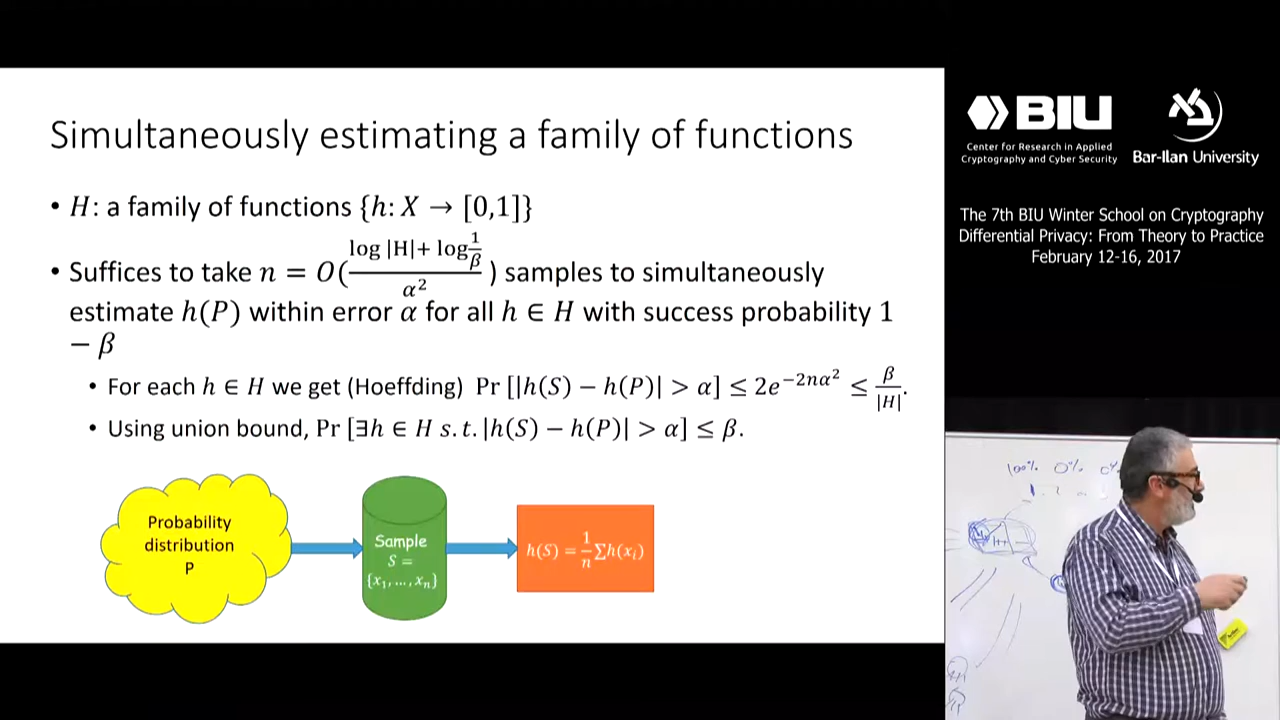 Simultaneously estimating a family of functions
• H: a family of functions {h: X → [0,1]}
• Suffices to take n = O((log |H| + log 1/β)/α²) samples to simultaneously
estimate h(P) within error α for all h ∈ H with success probability 1
− β
• For each h ∈ H we get (Hoeffding) Pr [|h(S) − h(P)| > α] ≤ 2e^{−2nα²} ≤ β/|H|.
• Using union bound, Pr [∃h ∈ H s.t. |h(S) − h(P)| > α] ≤ β.
Probability
distribution
P
Sample
S =
{x₁, …, xₙ}
h(S) = 1/n Σh(xᵢ)
BIU
Center for Research in Applied
Cryptography and Cyber Security
Bar-Ilan University
The 7th BIU Winter School on Cryptography
Differential Privacy: From Theory to Practice
February 12-16, 2017
100% 0%